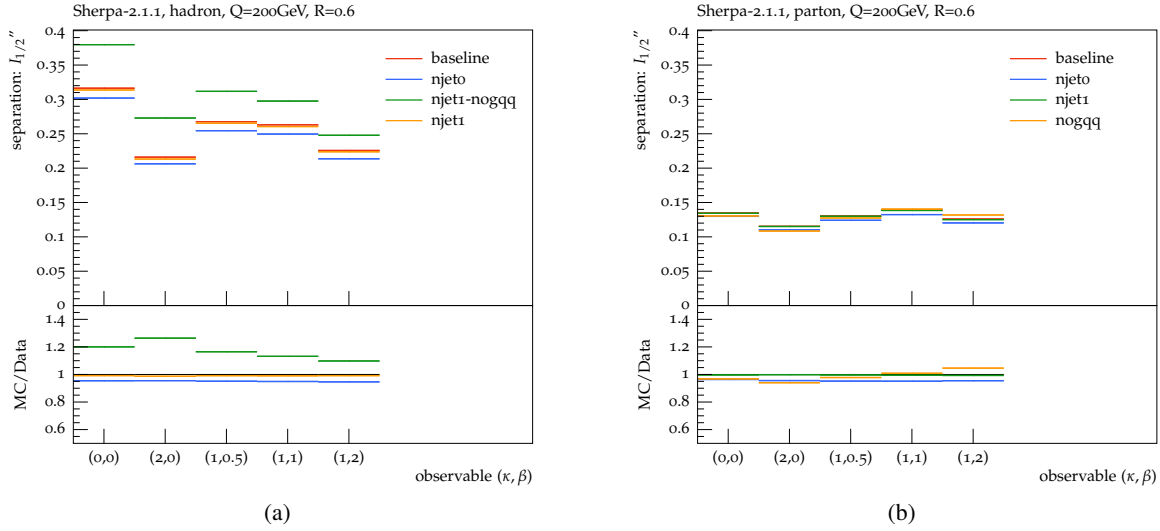 Sherpa-2.1.1, hadron, Q=200GeV, R=0.6
separation: I₁/₂″
0.4
0.35
0.3
0.25
0.2
0.15
0.1
0.05
0
baseline
njet0
njet1-nogqq
njet1
MC/Data
1.4
1.2
1
0.8
0.6
(0,0) (2,0) (1,0.5) (1,1) (1,2)
observable (κ, β)
(a)
Sherpa-2.1.1, parton, Q=200GeV, R=0.6
separation: I₁/₂″
0.4
0.35
0.3
0.25
0.2
0.15
0.1
0.05
0
baseline
njet0
njet1
nogqq
MC/Data
1.4
1.2
1
0.8
0.6
(0,0) (2,0) (1,0.5) (1,1) (1,2)
observable (κ, β)
(b)